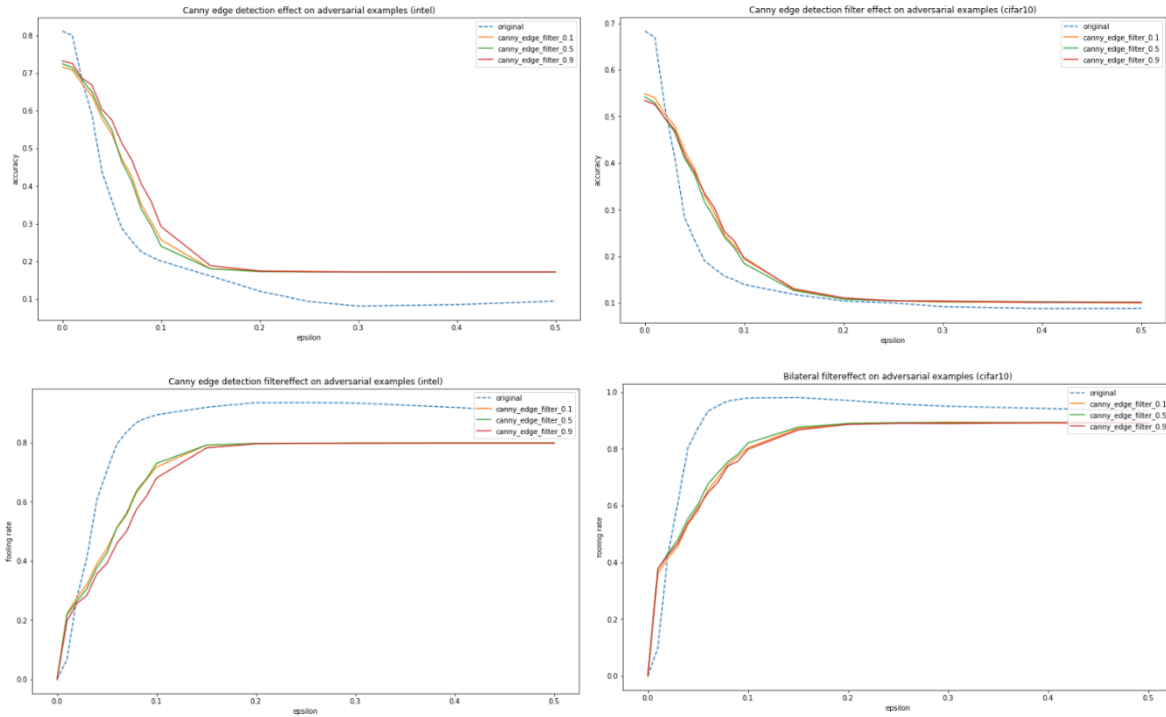 Canny edge detection effect on adversarial examples (intel)
original
canny_edge_filter_0.1
canny_edge_filter_0.5
canny_edge_filter_0.9
0.8
0.7
0.6
0.5
0.4
0.3
0.2
0.1
accuracy
0.0
0.1
0.2
0.3
0.4
0.5
epsilon
Canny edge detection filter effect on adversarial examples (cifar10)
original
canny_edge_filter_0.1
canny_edge_filter_0.5
canny_edge_filter_0.9
0.7
0.6
0.5
0.4
0.3
0.2
0.1
accuracy
0.0
0.1
0.2
0.3
0.4
0.5
epsilon
Canny edge detection filtereffect on adversarial examples (intel)
original
canny_edge_filter_0.1
canny_edge_filter_0.5
canny_edge_filter_0.9
0.8
0.6
0.4
0.2
0.0
fooling rate
0.0
0.1
0.2
0.3
0.4
0.5
epsilon
Bilateral filtereffect on adversarial examples (cifar10)
original
canny_edge_filter_0.1
canny_edge_filter_0.5
canny_edge_filter_0.9
1.0
0.8
0.6
0.4
0.2
0.0
fooling rate
0.0
0.1
0.2
0.3
0.4
0.5
epsilon